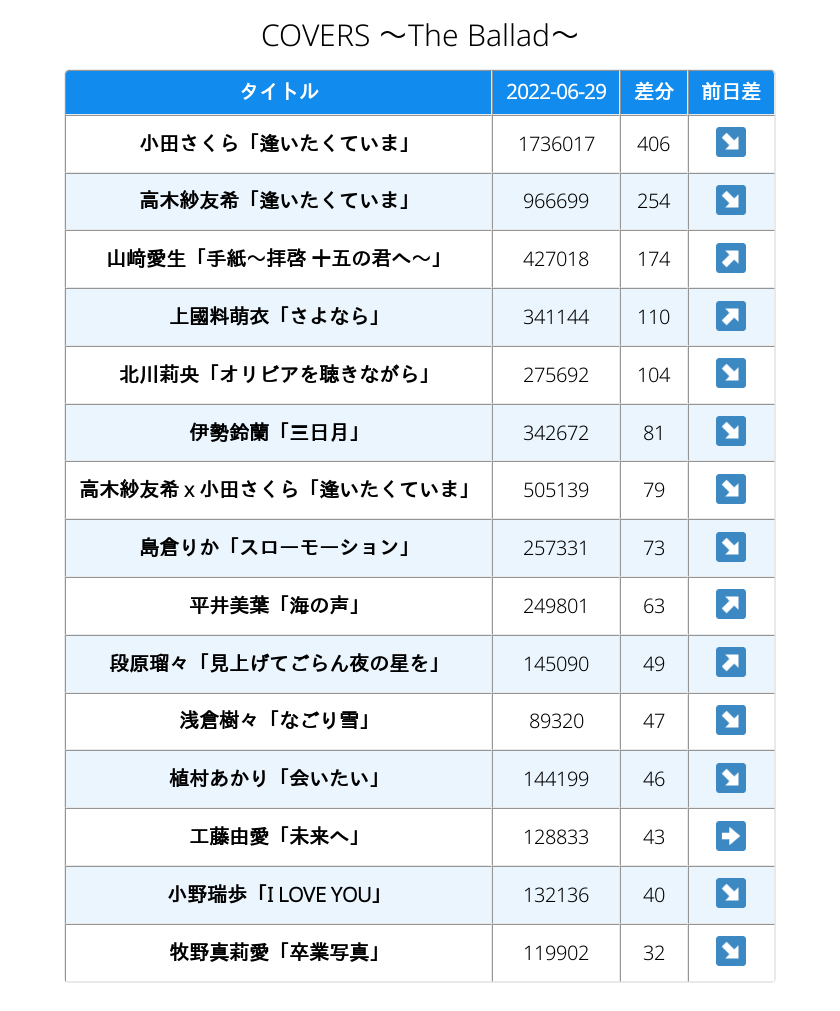 COVERS ～The Ballad～
タイトル 2022-06-29 差分 前日差
小田さくら「逢いたくていま」 1736017 406 ↘
高木紗友希「逢いたくていま」 966699 254 ↘
山﨑愛生「手紙～拝啓 十五の君へ～」 427018 174 ↗
上國料萌衣「さよなら」 341144 110 ↗
北川莉央「オリビアを聴きながら」 275692 104 ↘
伊勢鈴蘭「三日月」 342672 81 ↘
高木紗友希 x 小田さくら「逢いたくていま」 505139 79 ↘
島倉りか「スローモーション」 257331 73 ↘
平井美葉「海の声」 249801 63 ↗
段原瑠々「見上げてごらん夜の星を」 145090 49 ↗
浅倉樹々「なごり雪」 89320 47 ↘
植村あかり「会いたい」 144199 46 ↘
工藤由愛「未来へ」 128833 43 ➡
小野瑞歩「I LOVE YOU」 132136 40 ↘
牧野真莉愛「卒業写真」 119902 32 ↘